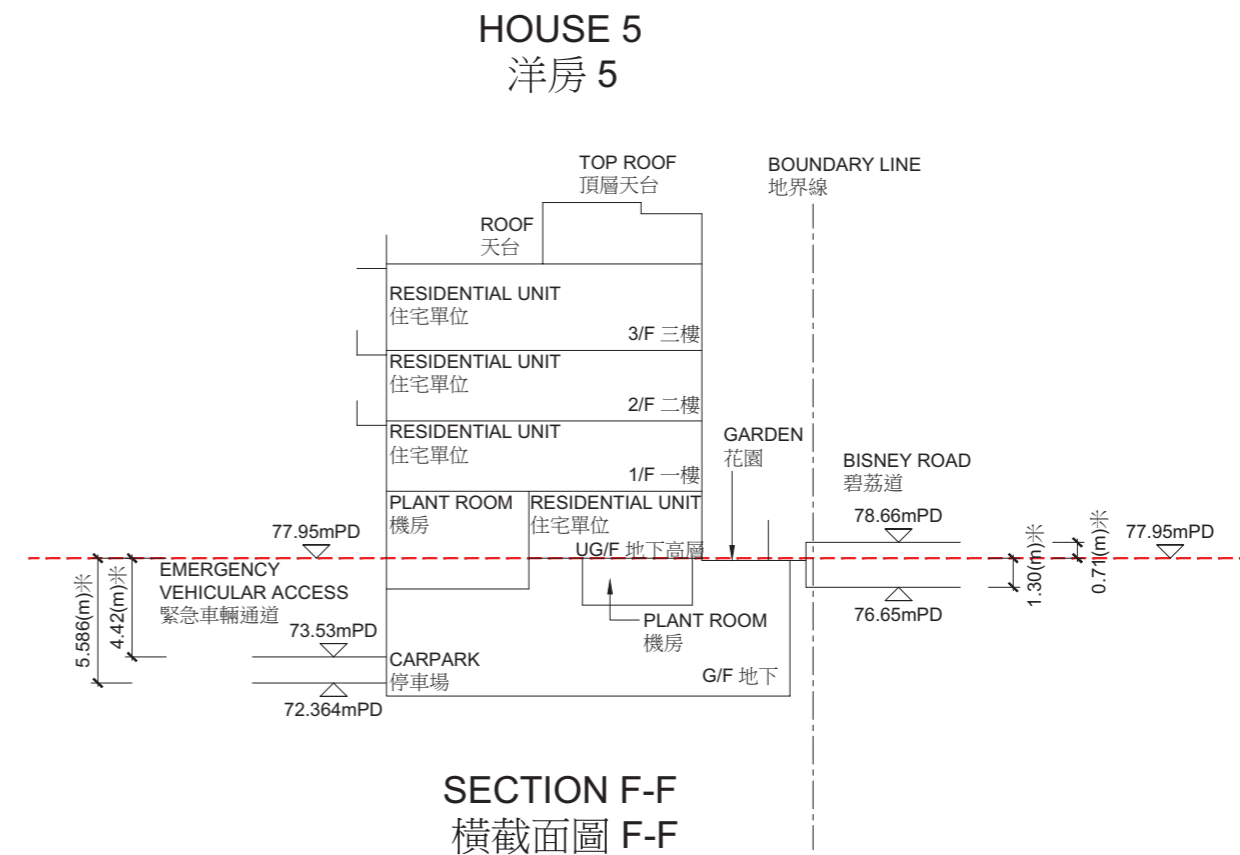 HOUSE 5
洋房 5
TOP ROOF
頂層天台
BOUNDARY LINE
地界線
ROOF
天台
RESIDENTIAL UNIT
住宅單位
3/F 三樓
RESIDENTIAL UNIT
住宅單位
2/F 二樓
RESIDENTIAL UNIT
住宅單位
1/F 一樓
GARDEN
花園
BISNEY ROAD
碧荔道
PLANT ROOM
機房
RESIDENTIAL UNIT
住宅單位
UG/F 地下高層
77.95mPD
78.66mPD
77.95mPD
0.71(m)米
1.30(m)米
76.65mPD
EMERGENCY
VEHICULAR ACCESS
緊急車輛通道
4.42(m)米
5.586(m)米
73.53mPD
PLANT ROOM
機房
CARPARK
停車場
G/F 地下
72.364mPD
SECTION F-F
橫截面圖 F-F